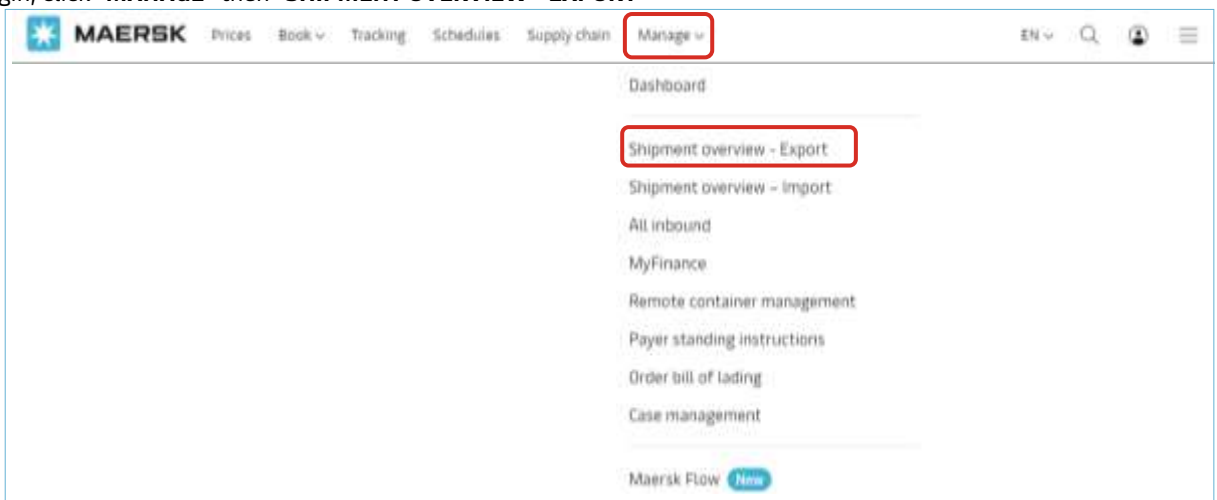 MAERSK Prices Book Tracking Schedules Supply chain Manage EN
Dashboard
Shipment overview - Export
Shipment overview – Import
All inbound
MyFinance
Remote container management
Payer standing instructions
Order bill of lading
Case management
Maersk Flow New